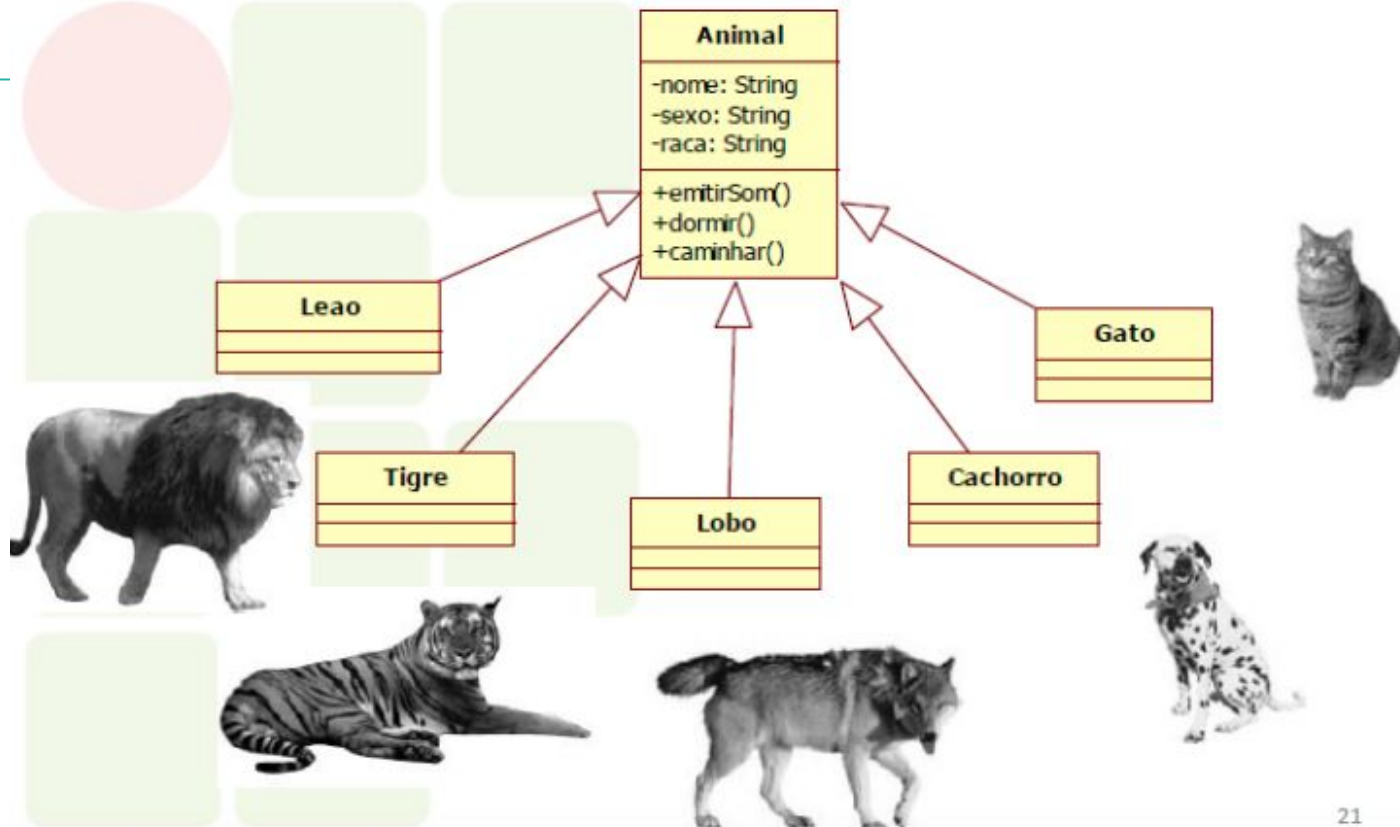 Animal
-nome: String
-sexo: String
-raca: String
+emitirSom()
+dormir()
+caminhar()
Leao
Gato
Tigre
Cachorro
Lobo
21